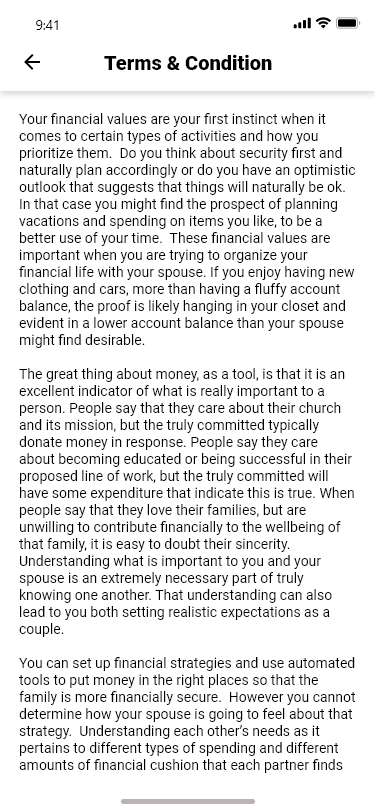 9:41
Terms & Condition
Your financial values are your first instinct when it
comes to certain types of activities and how you
prioritize them.  Do you think about security first and
naturally plan accordingly or do you have an optimistic
outlook that suggests that things will naturally be ok.
In that case you might find the prospect of planning
vacations and spending on items you like, to be a
better use of your time.  These financial values are
important when you are trying to organize your
financial life with your spouse. If you enjoy having new
clothing and cars, more than having a fluffy account
balance, the proof is likely hanging in your closet and
evident in a lower account balance than your spouse
might find desirable.
The great thing about money, as a tool, is that it is an
excellent indicator of what is really important to a
person. People say that they care about their church
and its mission, but the truly committed typically
donate money in response. People say they care
about becoming educated or being successful in their
proposed line of work, but the truly committed will
have some expenditure that indicate this is true. When
people say that they love their families, but are
unwilling to contribute financially to the wellbeing of
that family, it is easy to doubt their sincerity.
Understanding what is important to you and your
spouse is an extremely necessary part of truly
knowing one another. That understanding can also
lead to you both setting realistic expectations as a
couple.
You can set up financial strategies and use automated
tools to put money in the right places so that the
family is more financially secure.  However you cannot
determine how your spouse is going to feel about that
strategy.  Understanding each other's needs as it
pertains to different types of spending and different
amounts of financial cushion that each partner finds